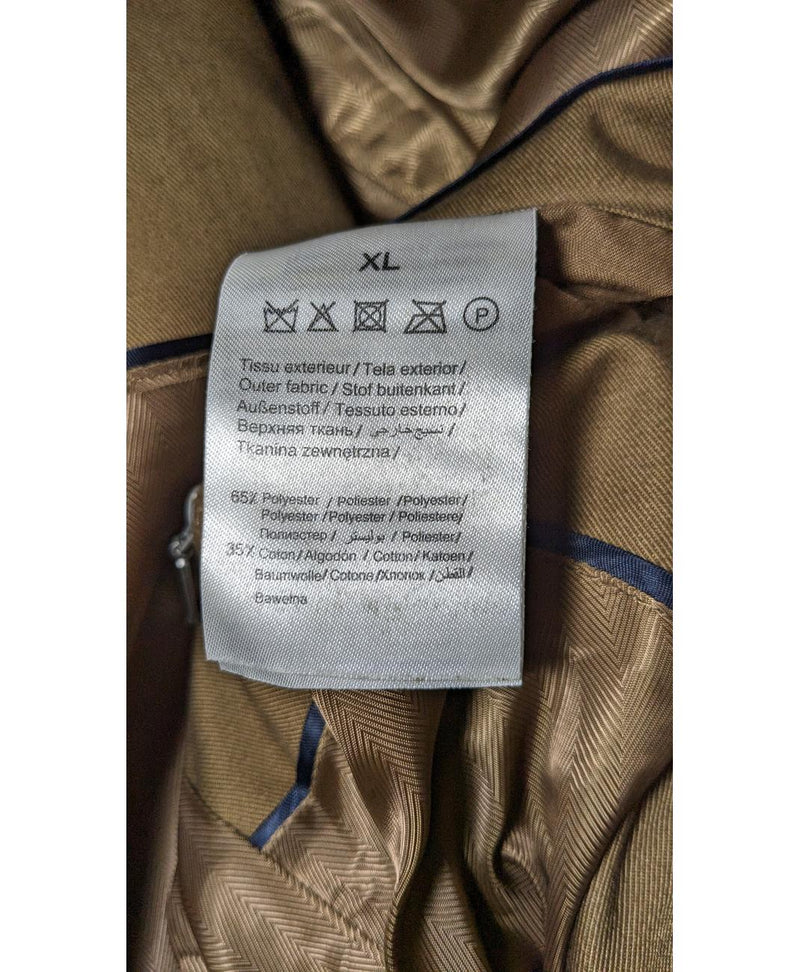 XL
P
Tissu exterieur / Tela exterior /
Outer fabric / Stof buitenkant /
Außenstoff / Tessuto esterno /
Верхняя ткань / نسيج خارجي /
Tkanina zewnętrzna /
65% Polyester / Poliester /Polyester/
Polyester /Polyester / Poliestere/
Полиэстер / بوليستر / Poliester/
35% Coton/Algodón / Cotton/Katoen/
Baumwolle/ Cotone /Хлопок /القطن/
Bawełna